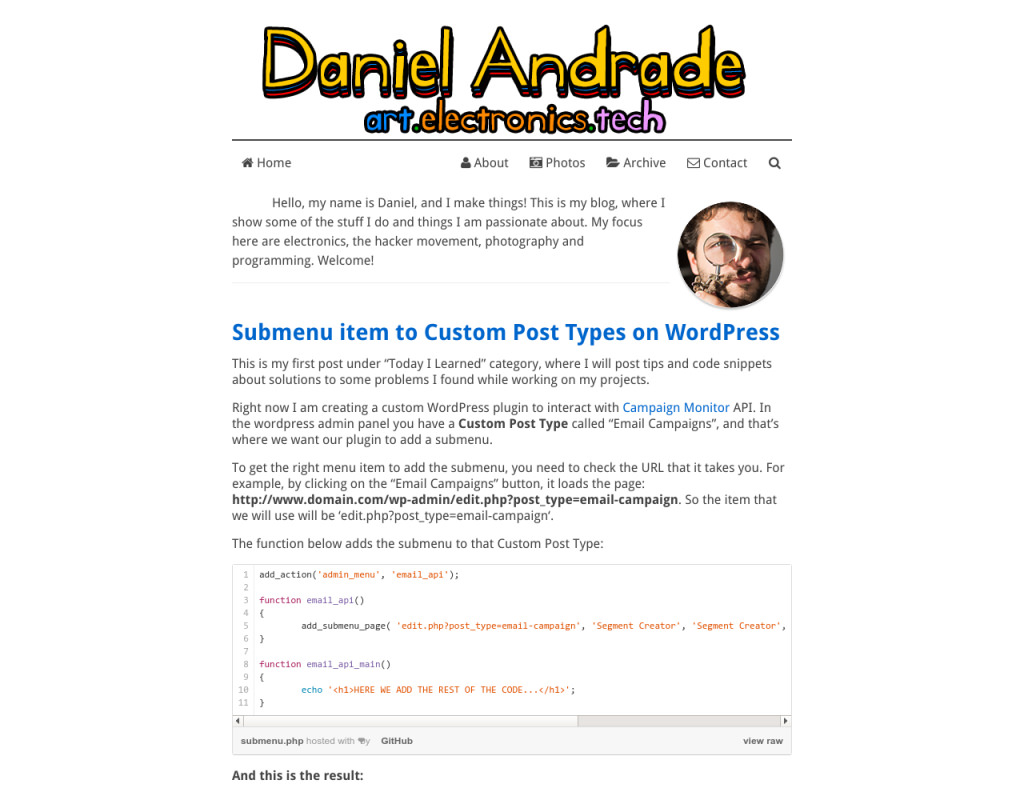 Daniel Andrade
art.electronics.tech
Home About Photos Archive Contact
Hello, my name is Daniel, and I make things! This is my blog, where I
show some of the stuff I do and things I am passionate about. My focus
here are electronics, the hacker movement, photography and
programming. Welcome!
Submenu item to Custom Post Types on WordPress
This is my first post under “Today I Learned” category, where I will post tips and code snippets
about solutions to some problems I found while working on my projects.
Right now I am creating a custom WordPress plugin to interact with Campaign Monitor API. In
the wordpress admin panel you have a Custom Post Type called “Email Campaigns”, and that’s
where we want our plugin to add a submenu.
To get the right menu item to add the submenu, you need to check the URL that it takes you. For
example, by clicking on the “Email Campaigns” button, it loads the page:
http://www.domain.com/wp-admin/edit.php?post_type=email-campaign. So the item that
we will use will be ‘edit.php?post_type=email-campaign‘.
The function below adds the submenu to that Custom Post Type:
1 add_action('admin_menu', 'email_api');
2
3 function email_api()
4 {
5 add_submenu_page( 'edit.php?post_type=email-campaign', 'Segment Creator', 'Segment Creator',
6 }
7
8 function email_api_main()
9 {
10 echo '<h1>HERE WE ADD THE REST OF THE CODE...</h1>';
11 }
submenu.php hosted with ❤ by GitHub view raw
And this is the result: